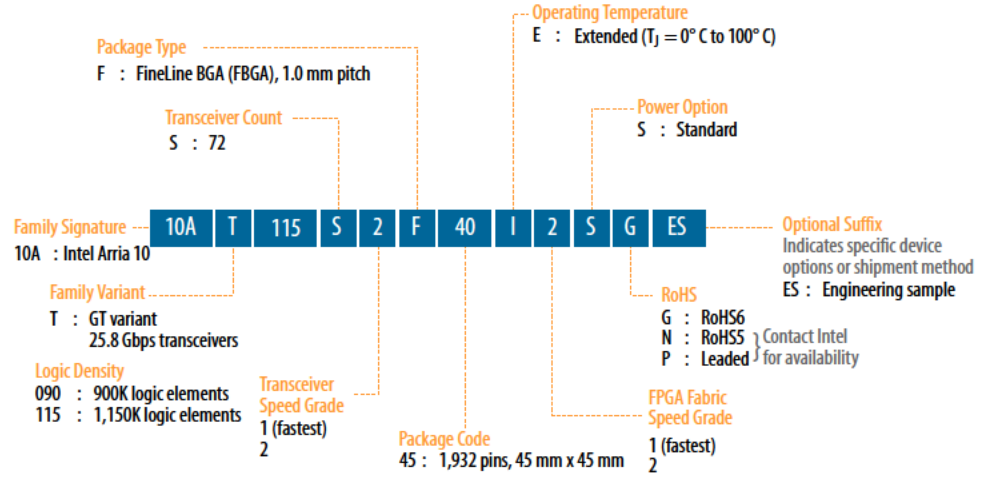 Operating Temperature
E : Extended (TJ = 0° C to 100° C)
Package Type
F : FineLine BGA (FBGA), 1.0 mm pitch
Power Option
S : Standard
Transceiver Count
S : 72
Family Signature
10A : Intel Arria 10
10A T 115 S 2 F 40 I 2 S G ES
Optional Suffix
Indicates specific device
options or shipment method
ES : Engineering sample
Family Variant
T : GT variant
25.8 Gbps transceivers
RoHS
G : RoHS6
N : RoHS5
P : Leaded
} Contact Intel
for availability
Logic Density
090 : 900K logic elements
115 : 1,150K logic elements
Transceiver
Speed Grade
1 (fastest)
2
Package Code
45 : 1,932 pins, 45 mm x 45 mm
FPGA Fabric
Speed Grade
1 (fastest)
2